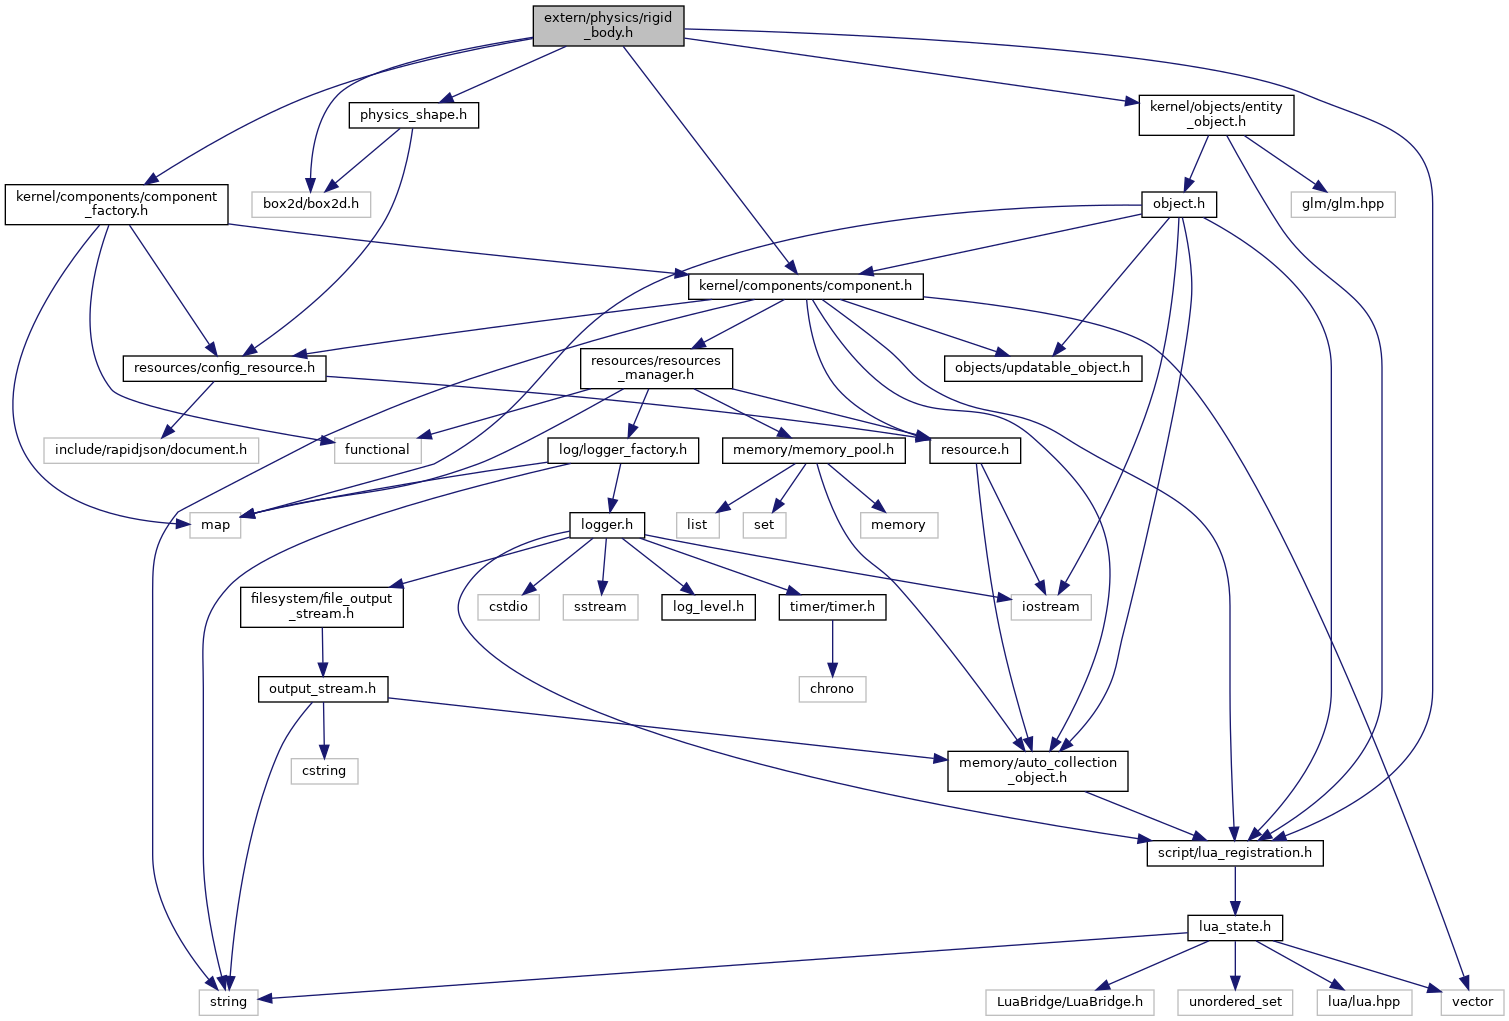 extern/physics/rigid
_body.h
kernel/objects/entity
_object.h
physics_shape.h
kernel/components/component
_factory.h
box2d/box2d.h
object.h
glm/glm.hpp
kernel/components/component.h
resources/config_resource.h
resources/resources
_manager.h
objects/updatable_object.h
include/rapidjson/document.h
functional
log/logger_factory.h
memory/memory_pool.h
resource.h
map
logger.h
list
set
memory
filesystem/file_output
_stream.h
cstdio
sstream
log_level.h
timer/timer.h
iostream
output_stream.h
chrono
cstring
memory/auto_collection
_object.h
script/lua_registration.h
lua_state.h
string
LuaBridge/LuaBridge.h
unordered_set
lua/lua.hpp
vector